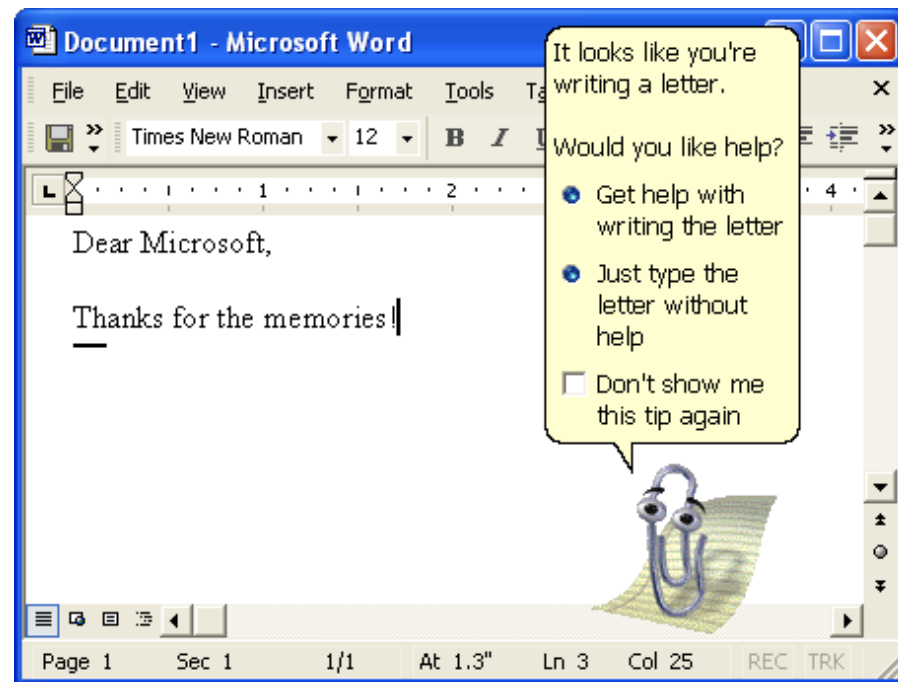 Document1 - Microsoft Word
File Edit View Insert Format Tools
Times New Roman 12 B I
1 2 4
Dear Microsoft,
Thanks for the memories!
It looks like you're
writing a letter.
Would you like help?
Get help with
writing the letter
Just type the
letter without
help
Don't show me
this tip again
Page 1 Sec 1 1/1 At 1.3" Ln 3 Col 25 REC TRK